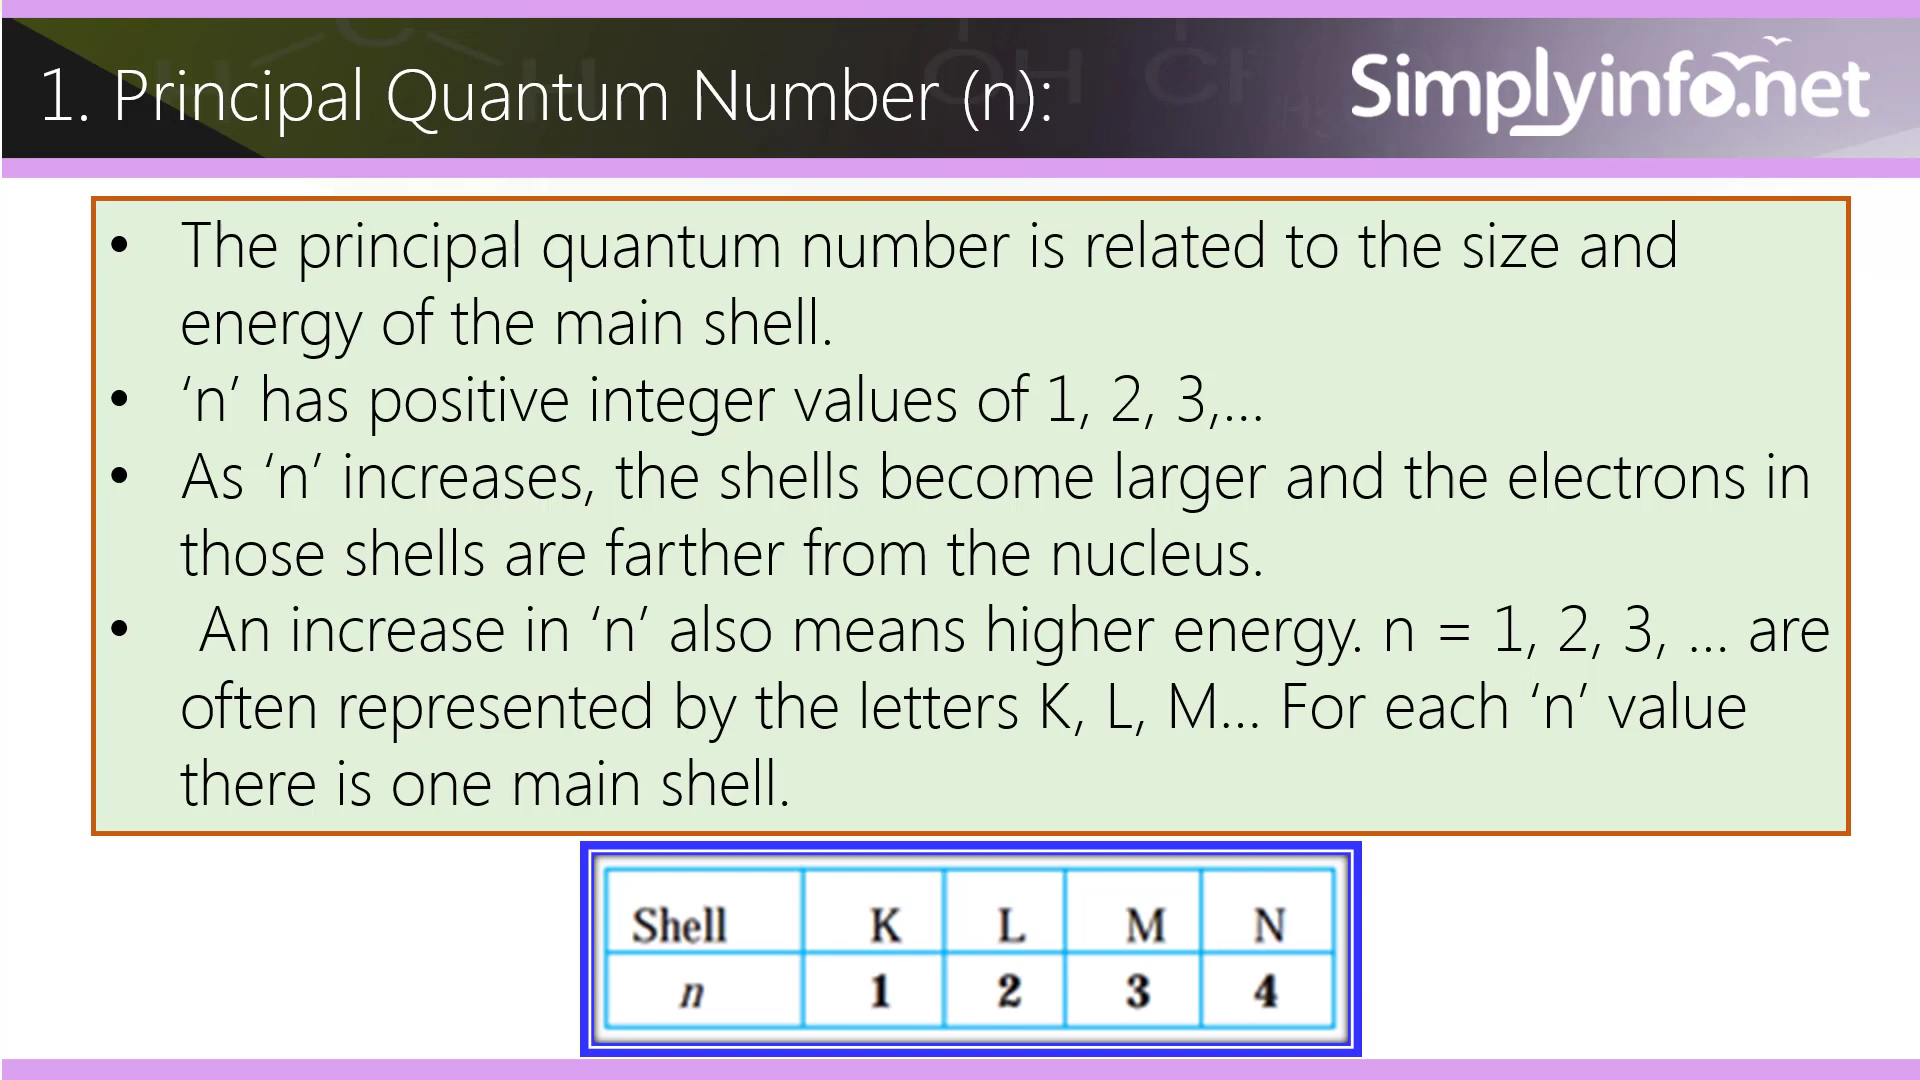 1. Principal Quantum Number (n):
Simplyinfo.net
• The principal quantum number is related to the size and
energy of the main shell.
• ‘n’ has positive integer values of 1, 2, 3,…
• As ‘n’ increases, the shells become larger and the electrons in
those shells are farther from the nucleus.
• An increase in ‘n’ also means higher energy. n = 1, 2, 3, … are
often represented by the letters K, L, M… For each ‘n’ value
there is one main shell.
Shell K L M N
n 1 2 3 4